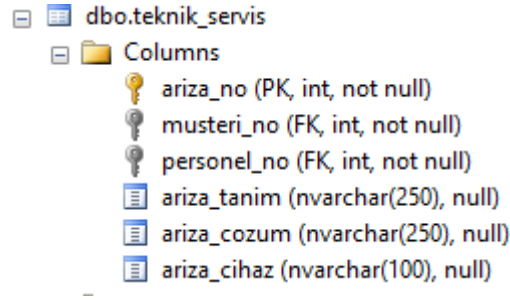 dbo.teknik_servis
Columns
ariza_no (PK, int, not null)
musteri_no (FK, int, not null)
personel_no (FK, int, not null)
ariza_tanim (nvarchar(250), null)
ariza_cozum (nvarchar(250), null)
ariza_cihaz (nvarchar(100), null)